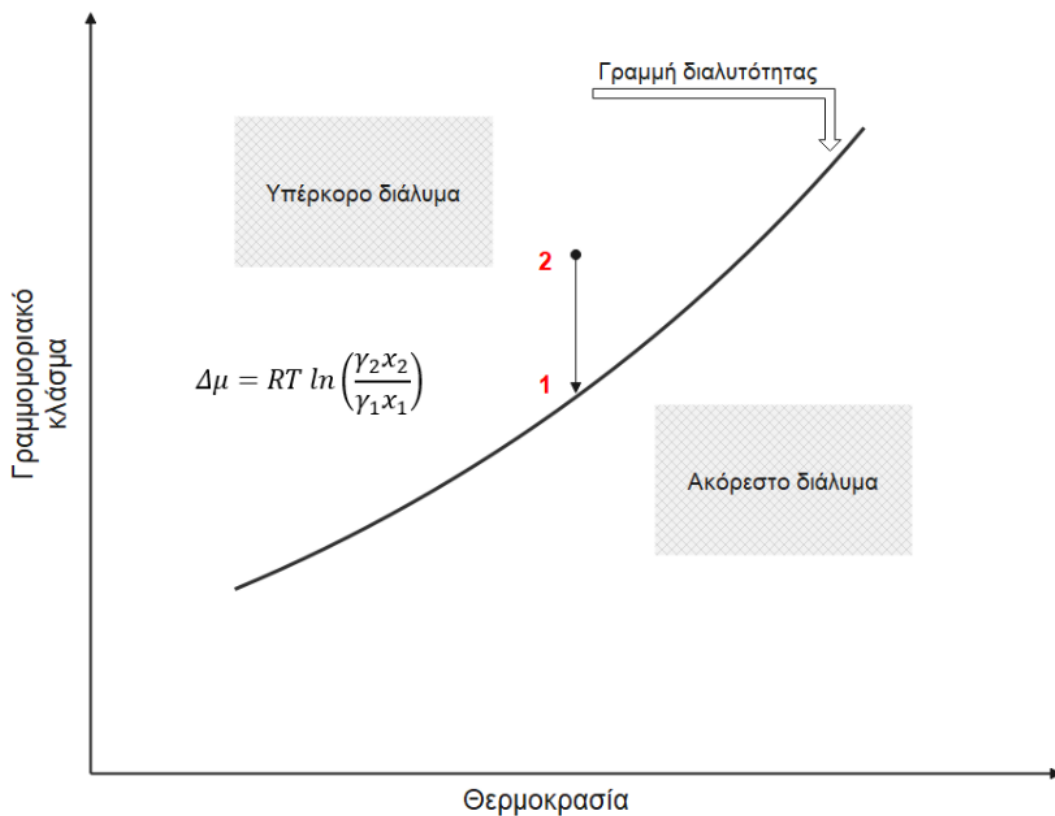 Γραμμή διαλυτότητας
Υπέρκορο διάλυμα
2
Γραμμομοριακό
κλάσμα
Δμ = RT ln(γ₂x₂/γ₁x₁)
1
Ακόρεστο διάλυμα
Θερμοκρασία